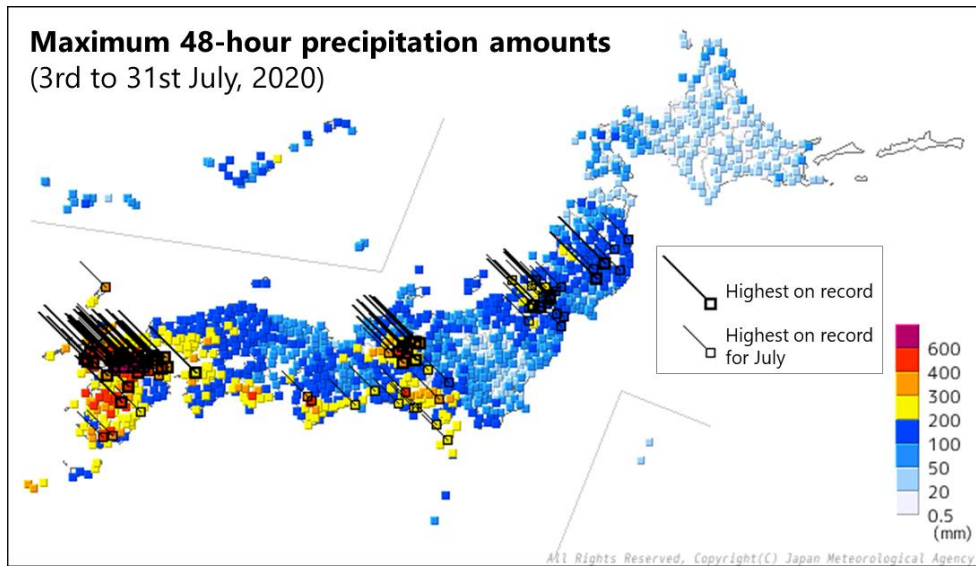 Maximum 48-hour precipitation amounts
(3rd to 31st July, 2020)
Highest on record
Highest on record
for July
600
400
300
200
100
50
20
0.5
(mm)
All Rights Reserved, Copyright(C) Japan Meteorological Agency